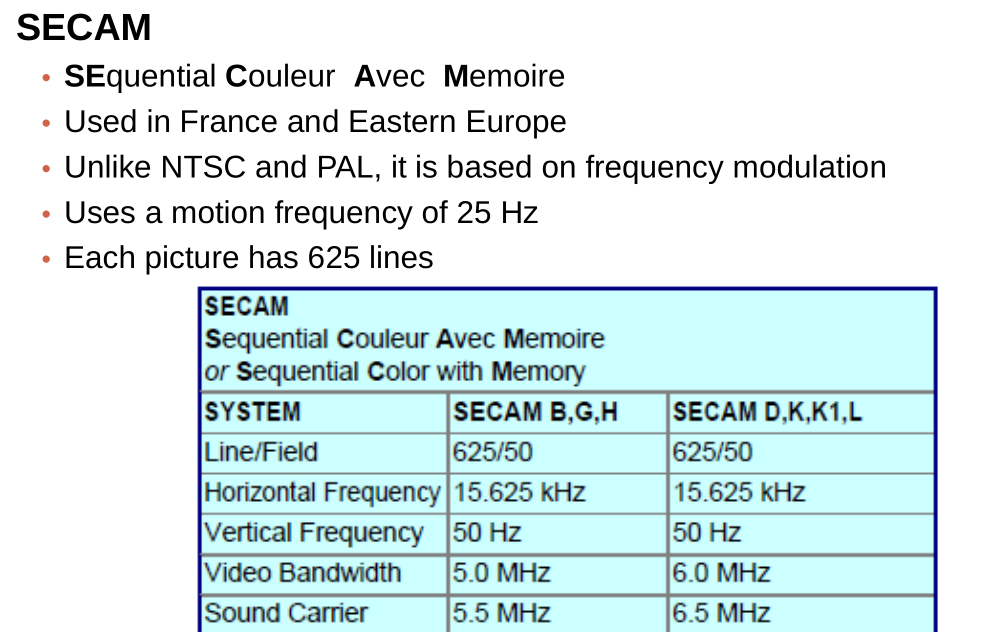 SECAM
• SEquential Couleur Avec Memoire
• Used in France and Eastern Europe
• Unlike NTSC and PAL, it is based on frequency modulation
• Uses a motion frequency of 25 Hz
• Each picture has 625 lines
SECAM
Sequential Couleur Avec Memoire
or Sequential Color with Memory
SYSTEM SECAM B,G,H SECAM D,K,K1,L
Line/Field 625/50 625/50
Horizontal Frequency 15.625 kHz 15.625 kHz
Vertical Frequency 50 Hz 50 Hz
Video Bandwidth 5.0 MHz 6.0 MHz
Sound Carrier 5.5 MHz 6.5 MHz